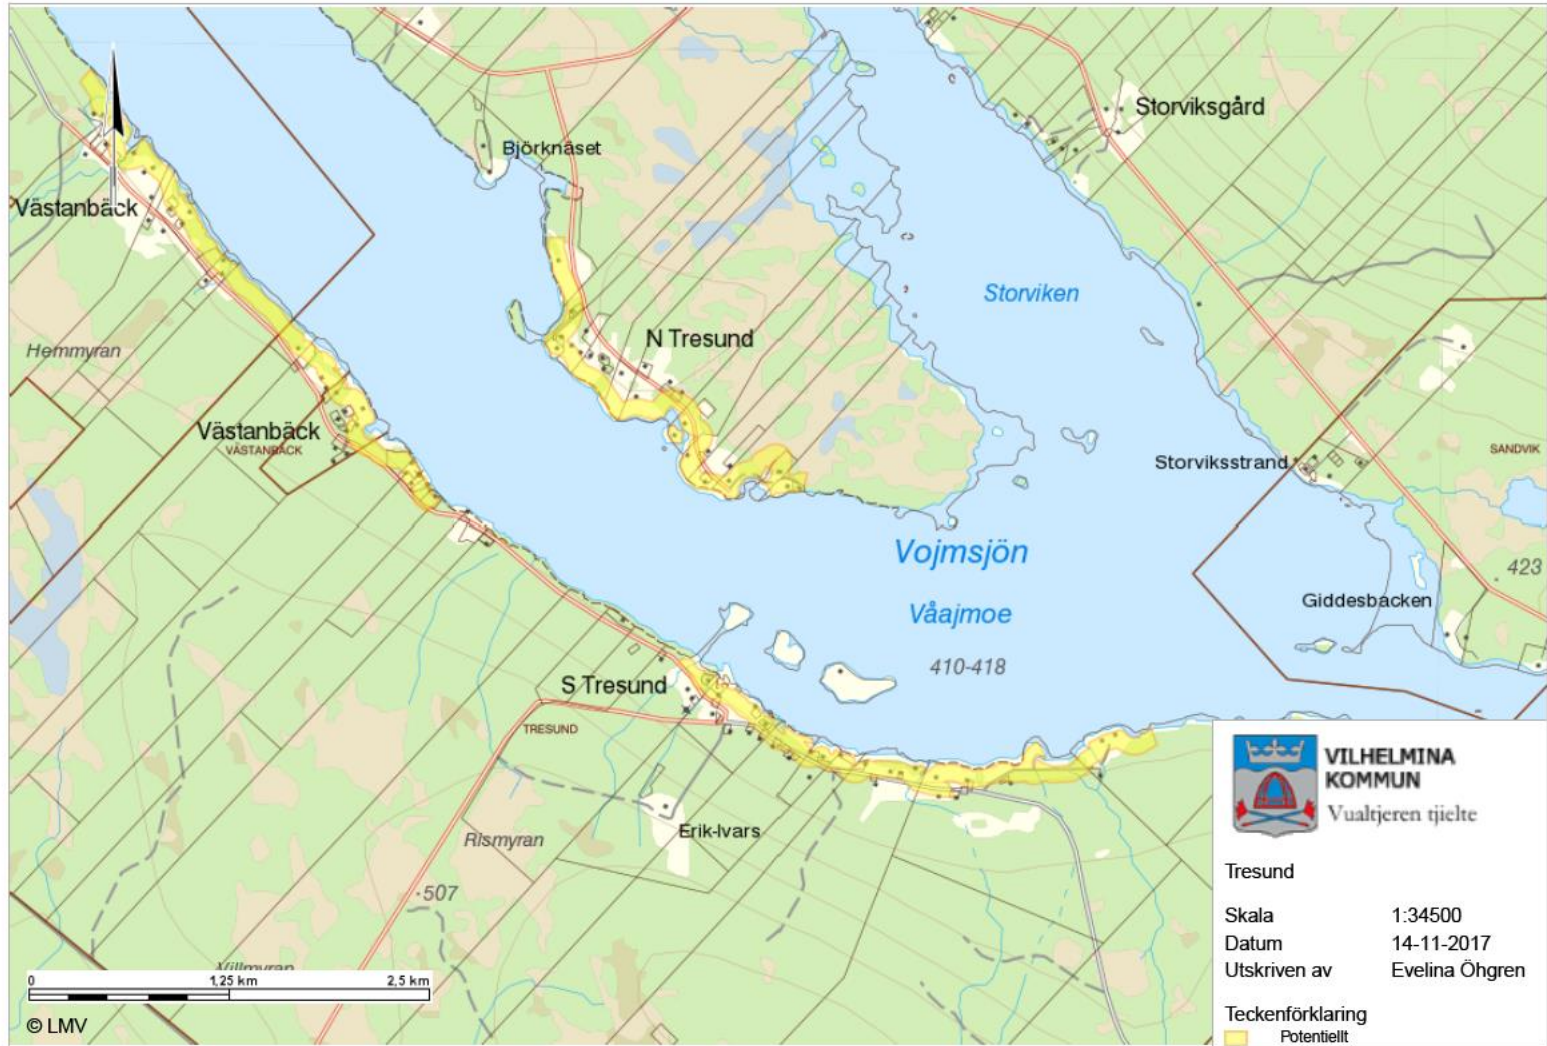 Storviksgård
Björknäset
Västanbäck
Storviken
N Tresund
Hemmyran
Västanbäck
VÄSTANBÄCK
Storviksstrand
SANDVIK
Vojmsjön
423
Giddesbacken
Våajmoe
410-418
S Tresund
TRESUND
Erik-Ivars
Rismyran
507
Villmyran
0 1,25 km 2,5 km
© LMV
VILHELMINA
KOMMUN
Vualtjeren tjielte
Tresund
Skala 1:34500
Datum 14-11-2017
Utskriven av Evelina Öhgren
Teckenförklaring
Potentiellt